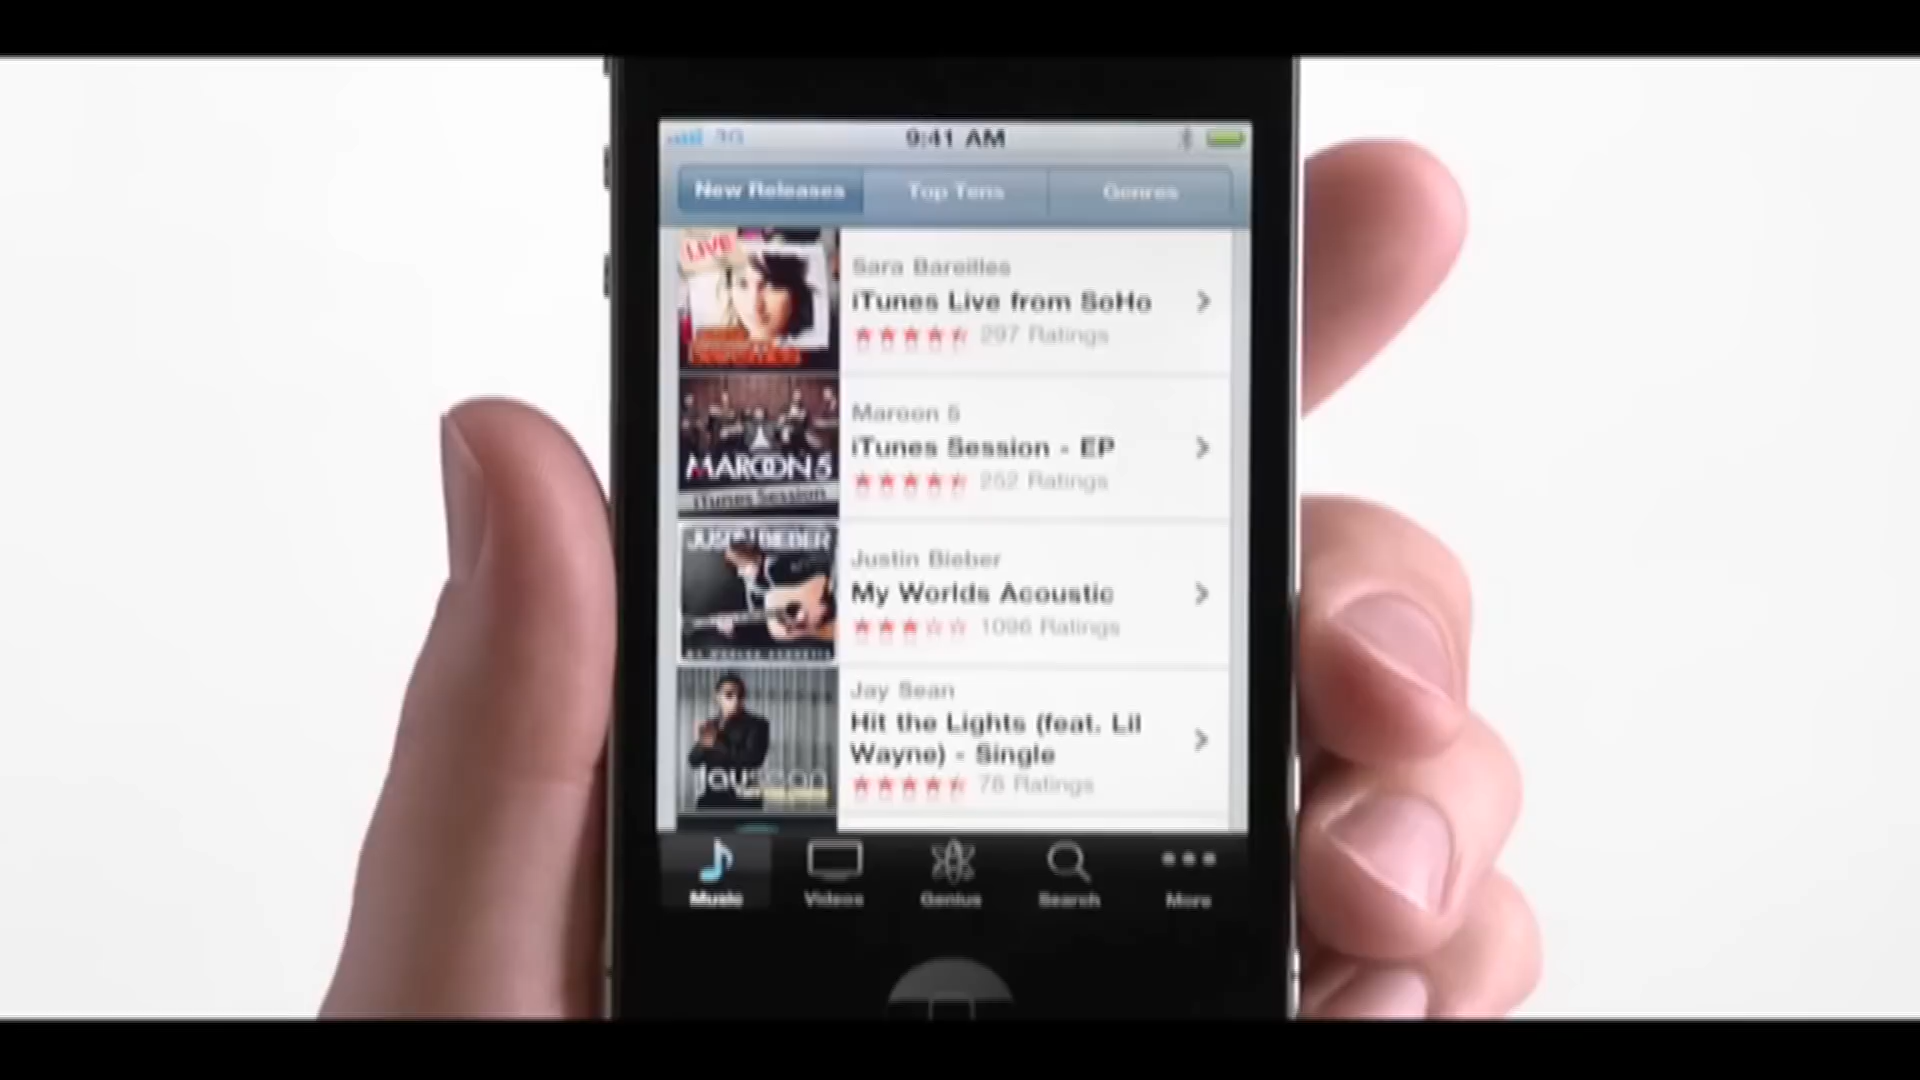 3G 9:41 AM
New Releases Top Tens Genres
LIVE
Sara Bareilles
iTunes Live from SoHo
297 Ratings
Maroon 5
iTunes Session - EP
252 Ratings
MAROON 5
iTunes Session
JUSTIN BIEBER
Justin Bieber
My Worlds Acoustic
1096 Ratings
Jay Sean
Hit the Lights (feat. Lil
Wayne) - Single
78 Ratings
Jay Sean
Music Videos Genius Search More